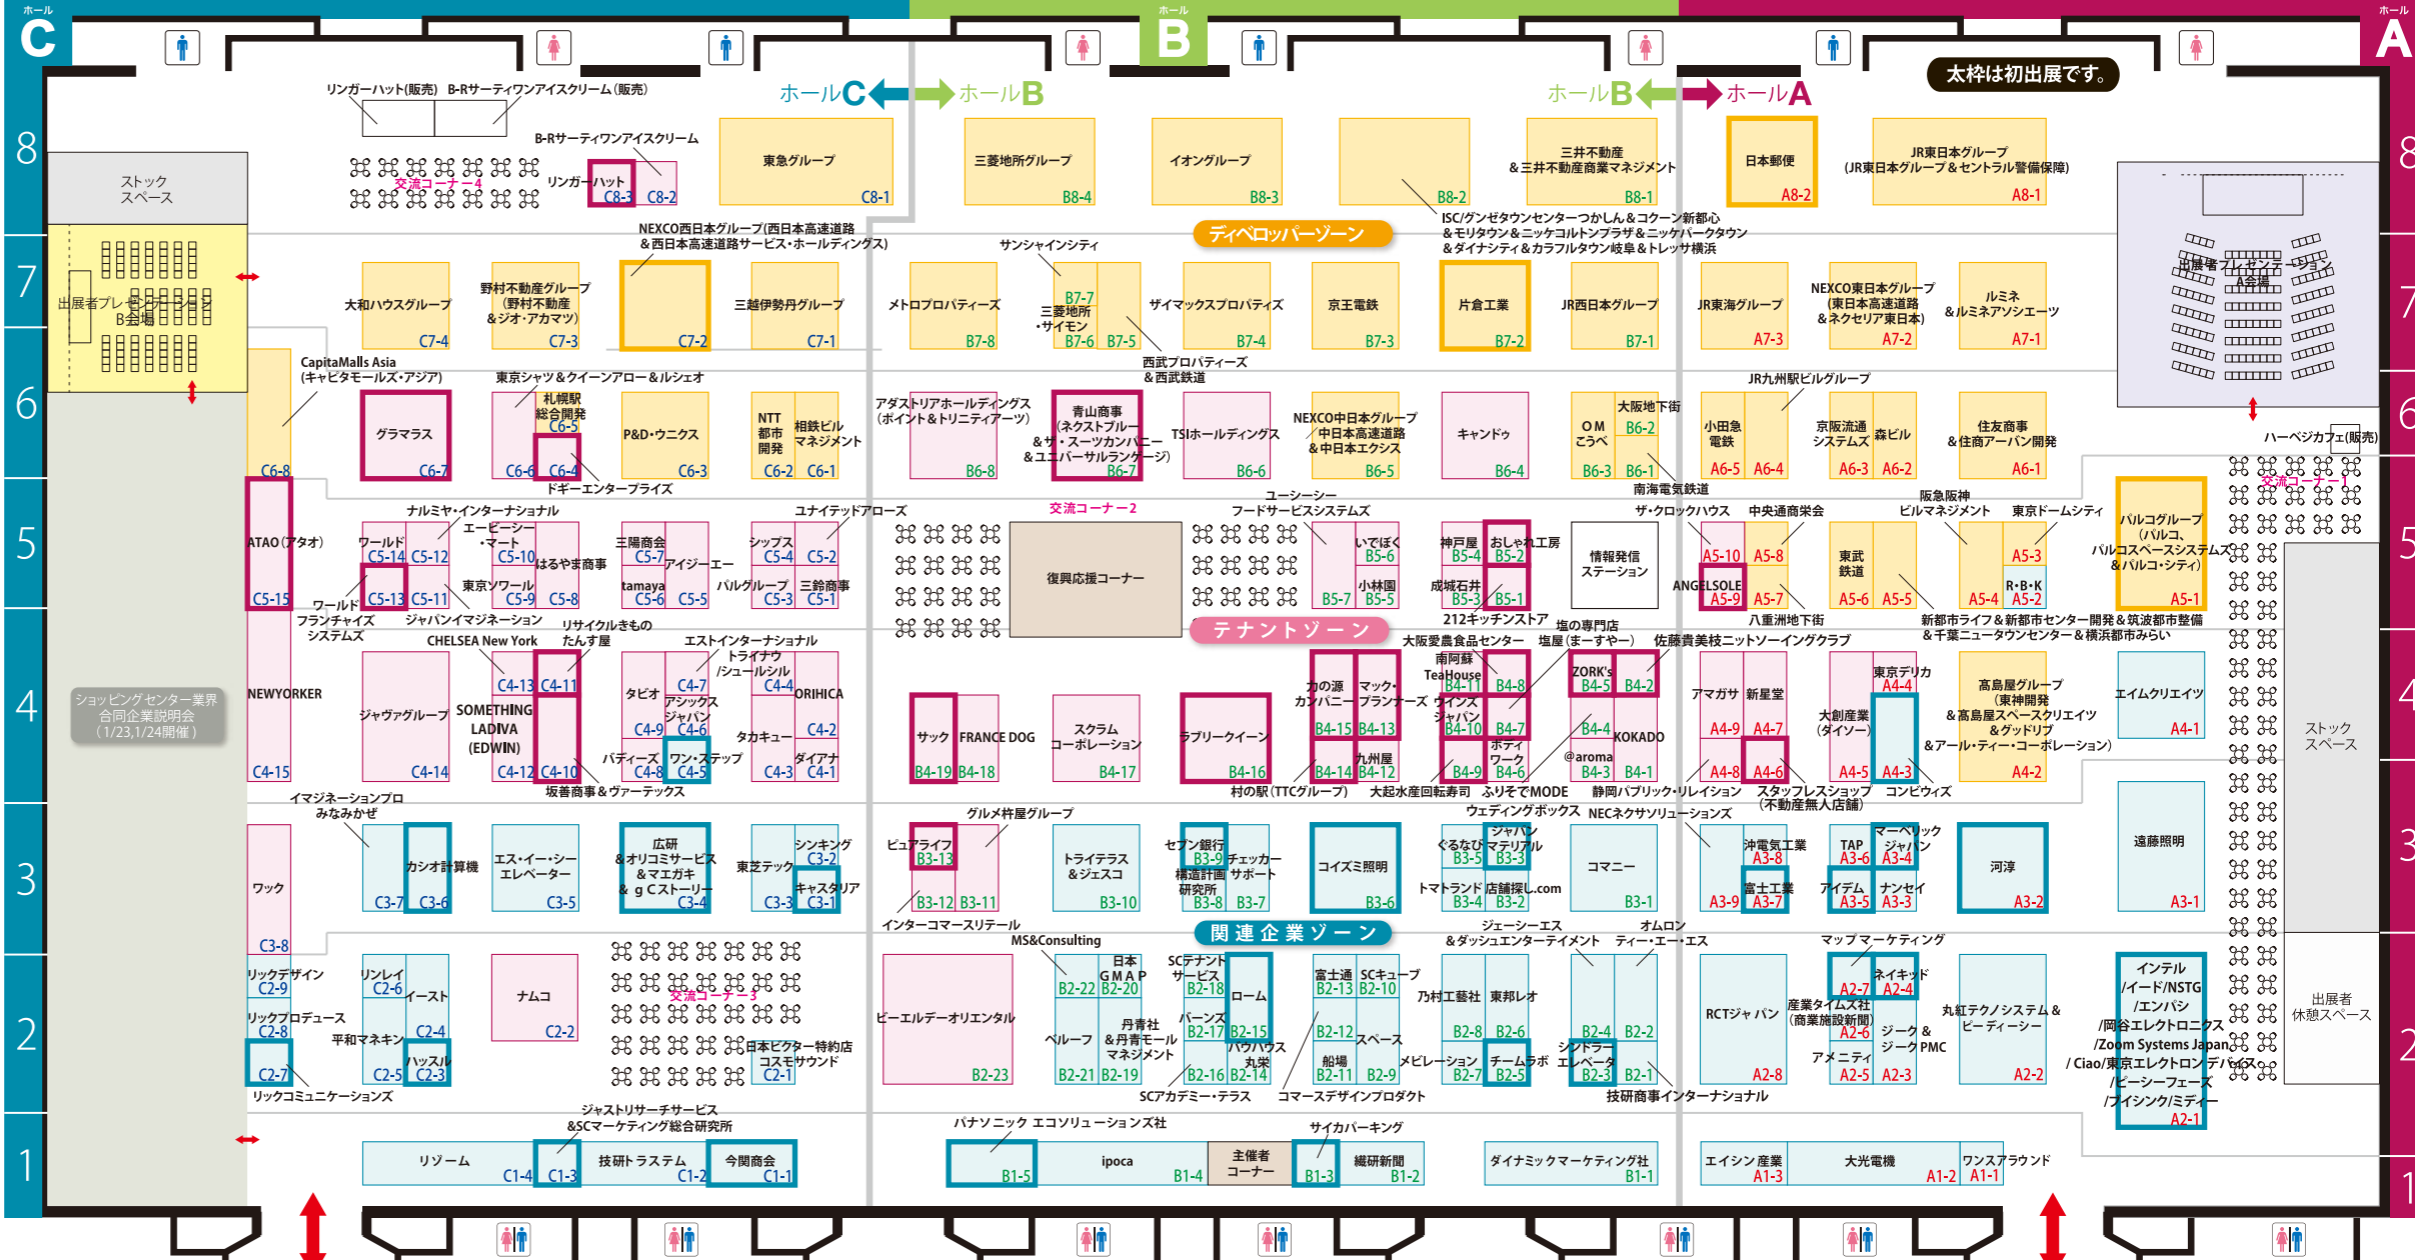 ホール
C
ホール
B
ホール
A
太枠は初出展です。
ホールC
ホールB
ホールB
ホールA
8
8
リンガーハット(販売)
B-Rサーティワンアイスクリーム(販売)
B-Rサーティワンアイスクリーム
交流コーナー4
リンガーハット
C8-3
C8-2
東急グループ
C8-1
三菱地所グループ
B8-4
イオングループ
B8-3
B8-2
三井不動産
&三井不動産商業マネジメント
B8-1
日本郵便
A8-2
JR東日本グループ
(JR東日本グループ&セントラル警備保障)
A8-1
ストック
スペース
ISC/グンゼタウンセンターつかしん&コクーン新都心
&モリタウン&ニッケコルトンプラザ&ニッケパークタウン
&ダイナシティ&カラフルタウン岐阜&トレッサ横浜
ディベロッパーゾーン
7
7
出展者プレゼンテーション
B会場
出展者プレゼンテーション
A会場
大和ハウスグループ
C7-4
野村不動産グループ
(野村不動産
&ジオ・アカマツ)
C7-3
NEXCO西日本グループ(西日本高速道路
&西日本高速道路サービス・ホールディングス)
C7-2
三越伊勢丹グループ
C7-1
メトロプロパティーズ
B7-8
サンシャインシティ
B7-7
三菱地所
・サイモン
B7-6
B7-5
西武プロパティーズ
&西武鉄道
ザイマックスプロパティズ
B7-4
京王電鉄
B7-3
片倉工業
B7-2
JR西日本グループ
B7-1
JR東海グループ
A7-3
NEXCO東日本グループ
(東日本高速道路
&ネクセリア東日本)
A7-2
ルミネ
&ルミネアソシエーツ
A7-1
6
6
CapitaMalls Asia
(キャピタモールズ・アジア)
C6-8
グラマラス
C6-7
東京シャツ&クイーンアロー&ルシェオ
C6-6
札幌駅
総合開発
C6-5
C6-4
ドギーエンタープライズ
P&D・ウニクス
C6-3
NTT
都市
開発
C6-2
相鉄ビル
マネジメント
C6-1
アダストリアホールディングス
(ポイント&トリニティアーツ)
B6-8
青山商事
(ネクストブルー
&ザ・スーツカンパニー
&ユニバーサルランゲージ)
B6-7
TSIホールディングス
B6-6
NEXCO中日本グループ
中日本高速道路
&中日本エクシス
B6-5
キャンドゥ
B6-4
OM
こうべ
B6-3
大阪地下街
B6-2
B6-1
南海電気鉄道
小田急
電鉄
A6-5
JR九州駅ビルグループ
A6-4
京阪流通
システムズ
A6-3
森ビル
A6-2
住友商事
&住商アーバン開発
A6-1
ハーベジカフェ(販売)
交流コーナー1
5
5
ATAO(アタオ)
C5-15
ワールド
C5-14
C5-13
ワールド
フランチャイズ
システムズ
ナルミヤ・インターナショナル
C5-12
C5-11
ジャパンイマジネーション
エービーシー
・マート
C5-10
東京ソワール
C5-9
はるやま商事
C5-8
三陽商会
C5-7
tamaya
C5-6
アイジーエー
C5-5
シップス
C5-4
パルグループ
C5-3
ユナイテッドアローズ
C5-2
三鈴商事
C5-1
交流コーナー2
復興応援コーナー
ユーシーシー
フードサービスシステムズ
B5-7
いでぼく
B5-6
小林園
B5-5
神戸屋
B5-4
成城石井
B5-3
おしゃれ工房
B5-2
B5-1
212キッチンストア
情報発信
ステーション
ザ・クロックハウス
A5-10
ANGELSOLE
A5-9
中央通商栄会
A5-8
A5-7
八重洲地下街
東武
鉄道
A5-6
A5-5
新都市ライフ&新都市センター開発&筑波都市整備
&千葉ニュータウンセンター&横浜都市みらい
阪急阪神
ビルマネジメント
A5-4
東京ドームシティ
A5-3
R・B・K
A5-2
パルコグループ
(パルコ、
パルコスペースシステムズ
&パルコ・シティ)
A5-1
テナントゾーン
4
4
ショッピングセンター業界
合同企業説明会
(1/23,1/24開催)
NEWYORKER
C4-15
ジャヴァグループ
C4-14
CHELSEA New York
C4-13
SOMETHING
LADIVA
(EDWIN)
C4-12
リサイクルきもの
たんす屋
C4-11
C4-10
坂善商事&ヴァーテックス
タビオ
C4-9
バディーズ
C4-8
エストインターナショナル
C4-7
アシックス
ジャパン
C4-6
ワン・ステップ
C4-5
トライナウ
/シュールシル
C4-4
タカキュー
C4-3
ORIHICA
C4-2
ダイアナ
C4-1
サック
B4-19
FRANCE DOG
B4-18
スクラム
コーポレーション
B4-17
ラブリークイーン
B4-16
力の源
カンパニー
B4-15
B4-14
村の駅(TTCグループ)
マック・
プランナーズ
B4-13
九州屋
B4-12
大阪愛農食品センター
南阿蘇
TeaHouse
B4-11
ウインズ
ジャパン
B4-10
B4-9
大起水産回転寿司
B4-8
塩の専門店
塩屋(まーすやー)
B4-7
ボディ
ワーク
B4-6
ふりそでMODE
ZORK's
B4-5
B4-4
@aroma
B4-3
佐藤貴美枝ニットソーイングクラブ
B4-2
KOKADO
B4-1
アマガサ
A4-9
A4-8
静岡パブリック・リレイション
新星堂
A4-7
A4-6
スタッフレスショップ
(不動産無人店舗)
大創産業
(ダイソー)
A4-5
東京デリカ
A4-4
A4-3
コンビウィズ
髙島屋グループ
(東神開発
&髙島屋スペースクリエイツ
&グッドリブ
&アール・ティー・コーポレーション)
A4-2
エイムクリエイツ
A4-1
ストック
スペース
3
3
ワック
C3-8
イマジネーションプロ
みなみかぜ
C3-7
カシオ計算機
C3-6
エス・イー・シー
エレベーター
C3-5
広研
&オリコミサービス
&マエガキ
&gCストーリー
C3-4
東芝テック
C3-3
シンキング
C3-2
キャスタリア
C3-1
ピュアライフ
B3-13
B3-12
インターコマースリテール
グルメ杵屋グループ
B3-11
トライテラス
&ジェスコ
B3-10
セブン銀行
B3-9
構造計画
研究所
B3-8
チェッカー
サポート
B3-7
コイズミ照明
B3-6
ぐるなび
B3-5
トマトランド
B3-4
ウェディングボックス
ジャパン
マテリアル
B3-3
店舗探し.com
B3-2
コマニー
B3-1
NECネクサソリューションズ
A3-9
沖電気工業
A3-8
富士工業
A3-7
TAP
A3-6
アイデム
A3-5
マーベリック
ジャパン
A3-4
ナンセイ
A3-3
河淳
A3-2
遠藤照明
A3-1
関連企業ゾーン
2
2
リックデザイン
C2-9
リックプロデュース
C2-8
C2-7
リックコミュニケーションズ
リンレイ
C2-6
平和マネキン
C2-5
イースト
C2-4
ハッスル
C2-3
ナムコ
C2-2
交流コーナー3
日本ビクター特約店
コスモサウンド
C2-1
ビーエルデーオリエンタル
B2-23
MS&Consulting
B2-22
ベルーフ
B2-21
日本
GMAP
B2-20
丹青社
&丹青モール
マネジメント
B2-19
SCテナント
サービス
B2-18
バーンズ
B2-17
B2-16
SCアカデミー・テラス
ローム
B2-15
バウハウス
丸栄
B2-14
富士通
B2-13
B2-12
コマースデザインプロダクト
船場
B2-11
SCキューブ
B2-10
スペース
B2-9
乃村工藝社
B2-8
メビレーション
B2-7
東邦レオ
B2-6
チームラボ
B2-5
ジェーシーエス
&ダッシュエンターテイメント
B2-4
シンドラー
エレベータ
B2-3
オムロン
ティー・エー・エス
B2-2
B2-1
技研商事インターナショナル
RCTジャパン
A2-8
マップマーケティング
A2-7
産業タイムズ社
(商業施設新聞)
A2-6
アメニティ
A2-5
ネイキッド
A2-4
ジーク&
ジークPMC
A2-3
丸紅テクノシステム&
ピーディーシー
A2-2
インテル
/イード/NSTG
/エンパシ
/岡谷エレクトロニクス
/Zoom Systems Japan
/Ciao/東京エレクトロンデバイス
/ピーシーフェーズ
/ブイシンク/ミディー
A2-1
出展者
休憩スペース
1
1
リゾーム
C1-4
ジャストリサーチサービス
&SCマーケティング総合研究所
C1-3
技研トラステム
C1-2
今関商会
C1-1
パナソニック エコソリューションズ社
B1-5
ipoca
B1-4
主催者
コーナー
サイカパーキング
B1-3
繊研新聞
B1-2
ダイナミックマーケティング社
B1-1
エイシン産業
A1-3
大光電機
A1-2
ワンスアラウンド
A1-1